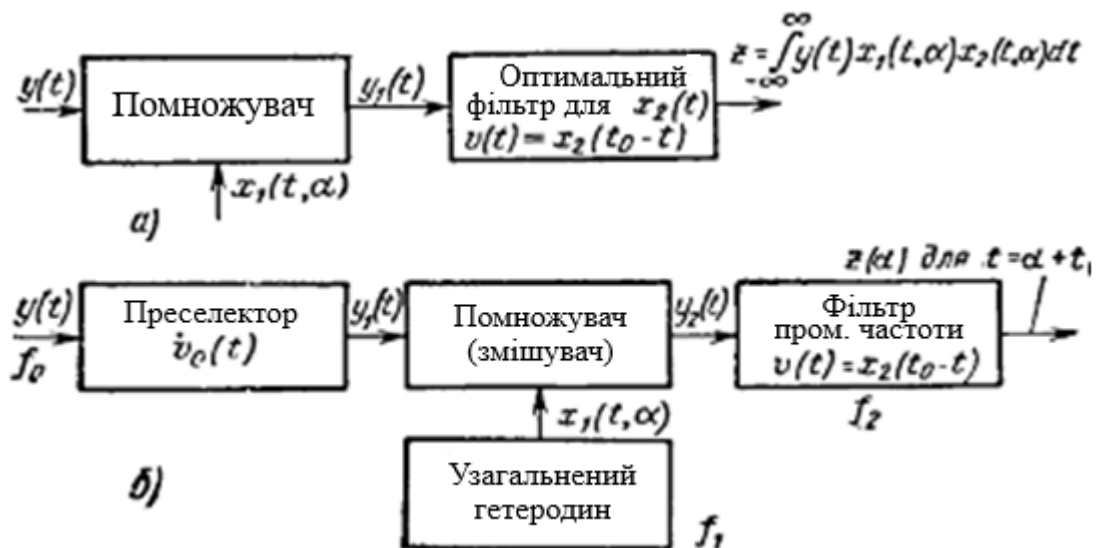 y(t)
Помножувач
y₁(t)
Оптимальний
фільтр для x₂(t)
v(t) = x₂(t₀-t)
z = ∫_{-∞}^{∞} y(t) x₁(t,α) x₂(t,α) dt
x₁(t,α)
а)
y(t)
f₀
Преселектор
v̇₀(t)
y₁(t)
Помножувач
(змішувач)
y₂(t)
Фільтр
пром. частоти
v(t) = x₂(t₀-t)
f₂
z(α) для t = α + t₁
x₁(t,α)
Узагальнений
гетеродин
f₁
б)